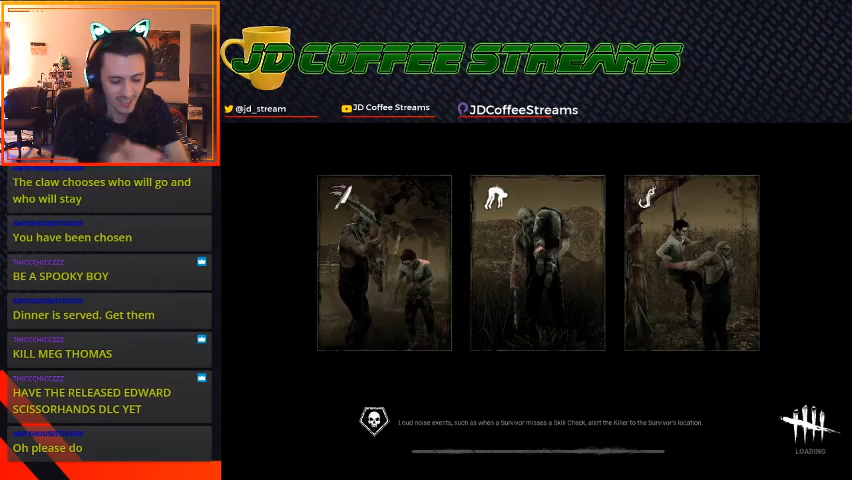 JD COFFEE STREAMS
@jd_stream
JD Coffee Streams
JDCoffeeStreams
The claw chooses who will go and
who will stay
You have been chosen
THICCCHICCZZZ
BE A SPOOKY BOY
Dinner is served. Get them
THICCCHICCZZZ
KILL MEG THOMAS
THICCCHICCZZZ
HAVE THE RELEASED EDWARD
SCISSORHANDS DLC YET
Oh please do
Loud noise events, such as when a Survivor misses a Skill Check, alert the Killer to the Survivor's location.
LOADING